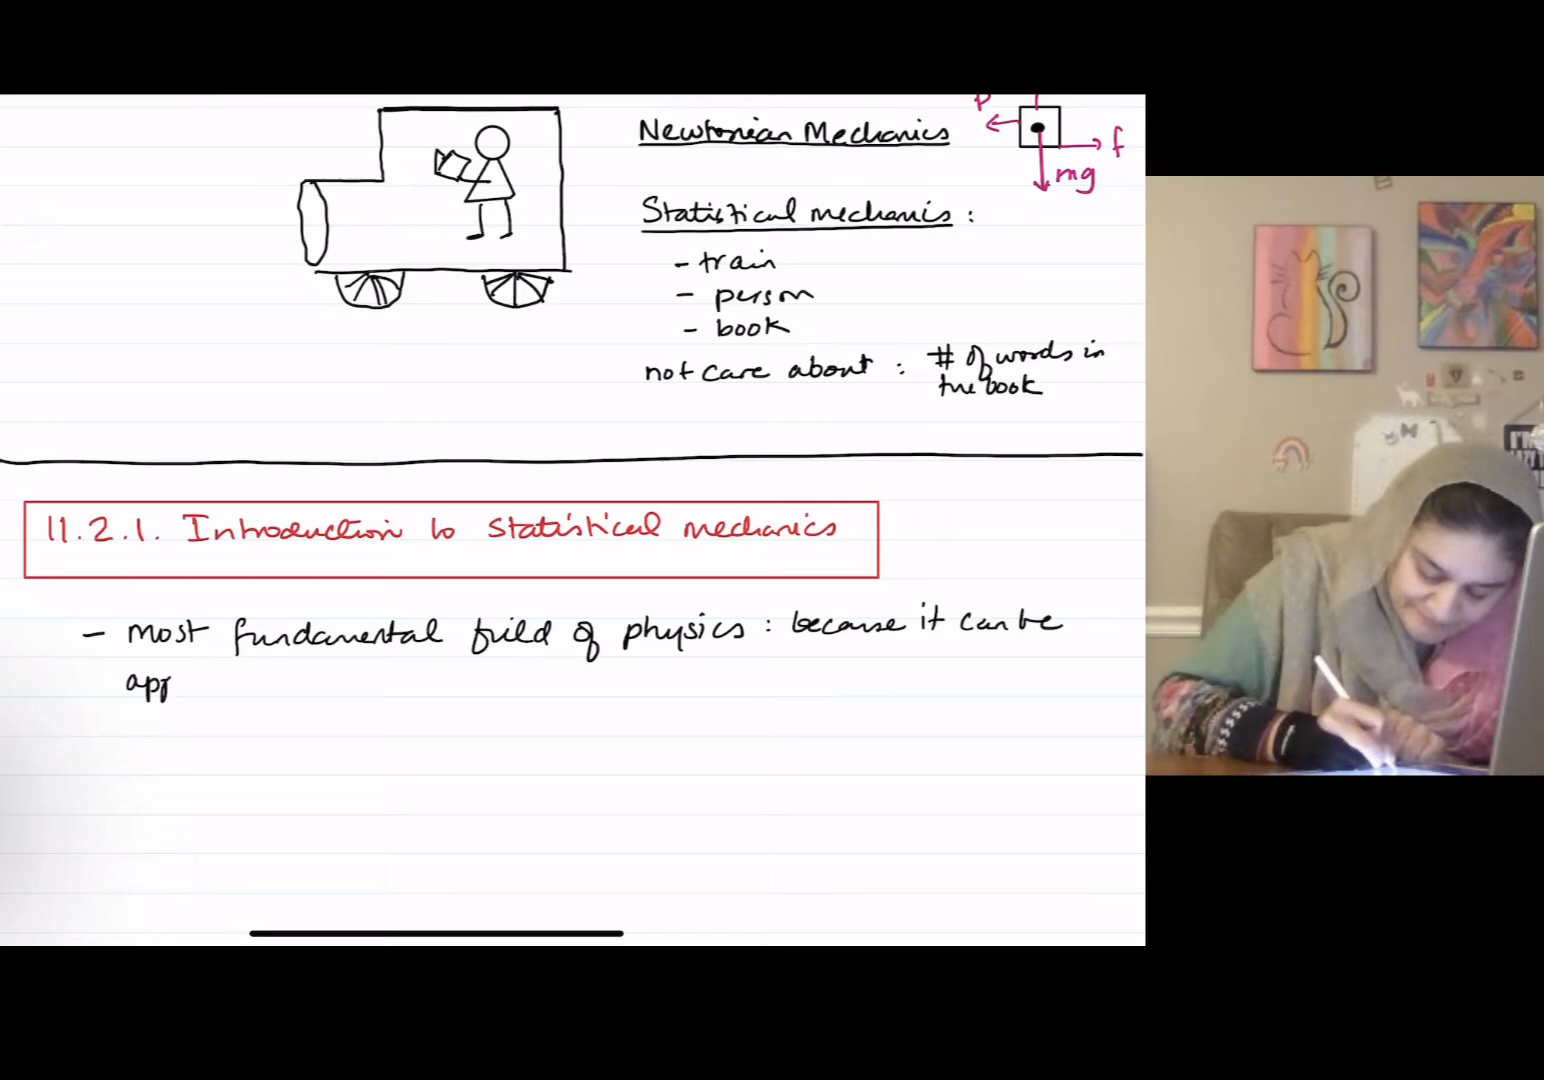 Newtonian Mechanics
P
f
mg
Statistical mechanis :
- train
- person
- book
not care about : # of words in
the book
11.2.1. Introduction to Statistical mechanics
- most fundamental field of physics : because it can be
app
I'M